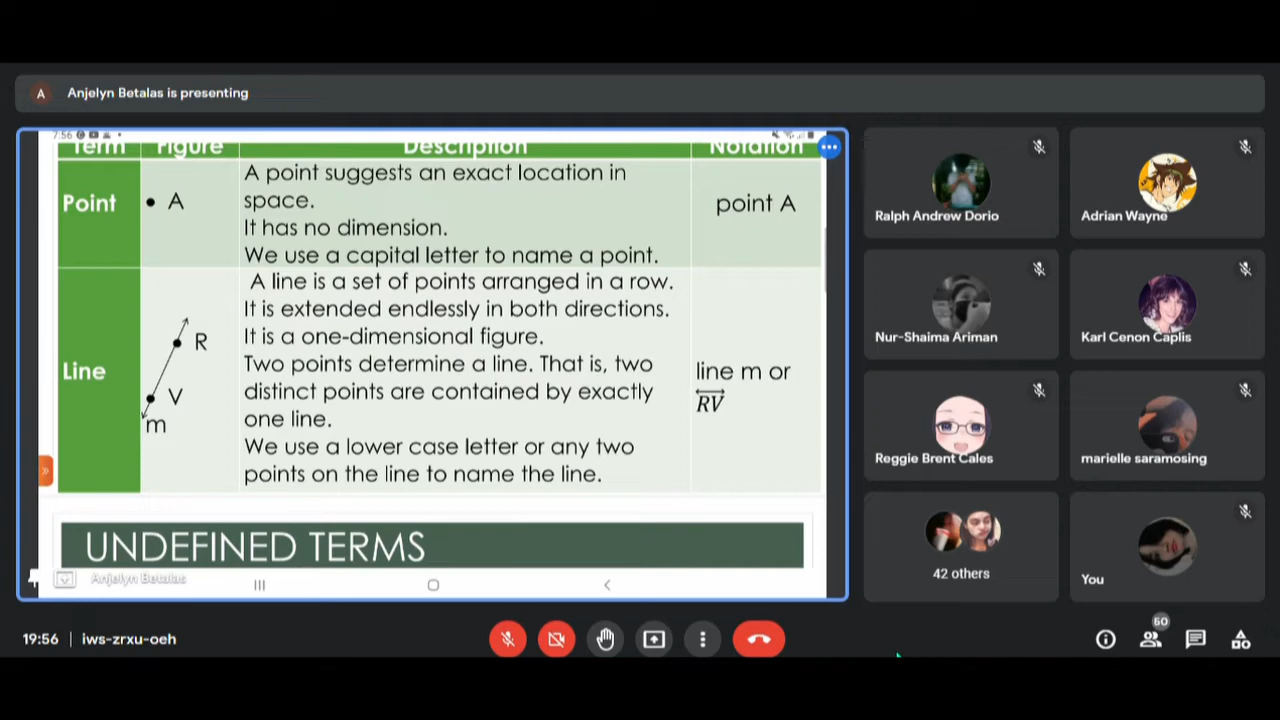 A Anjelyn Betalas is presenting
7:56
Term Figure Description Notation
Point
• A
A point suggests an exact location in
space.
It has no dimension.
We use a capital letter to name a point.
point A
Line
R
V
m
A line is a set of points arranged in a row.
It is extended endlessly in both directions.
It is a one-dimensional figure.
Two points determine a line. That is, two
distinct points are contained by exactly
one line.
We use a lower case letter or any two
points on the line to name the line.
line m or
RV
UNDEFINED TERMS
Anjelyn Betalas
Ralph Andrew Dorio
Adrian Wayne
Nur-Shaima Ariman
Karl Cenon Caplis
Reggie Brent Cales
marielle saramosing
42 others
You
19:56 | iws-zrxu-oeh
50